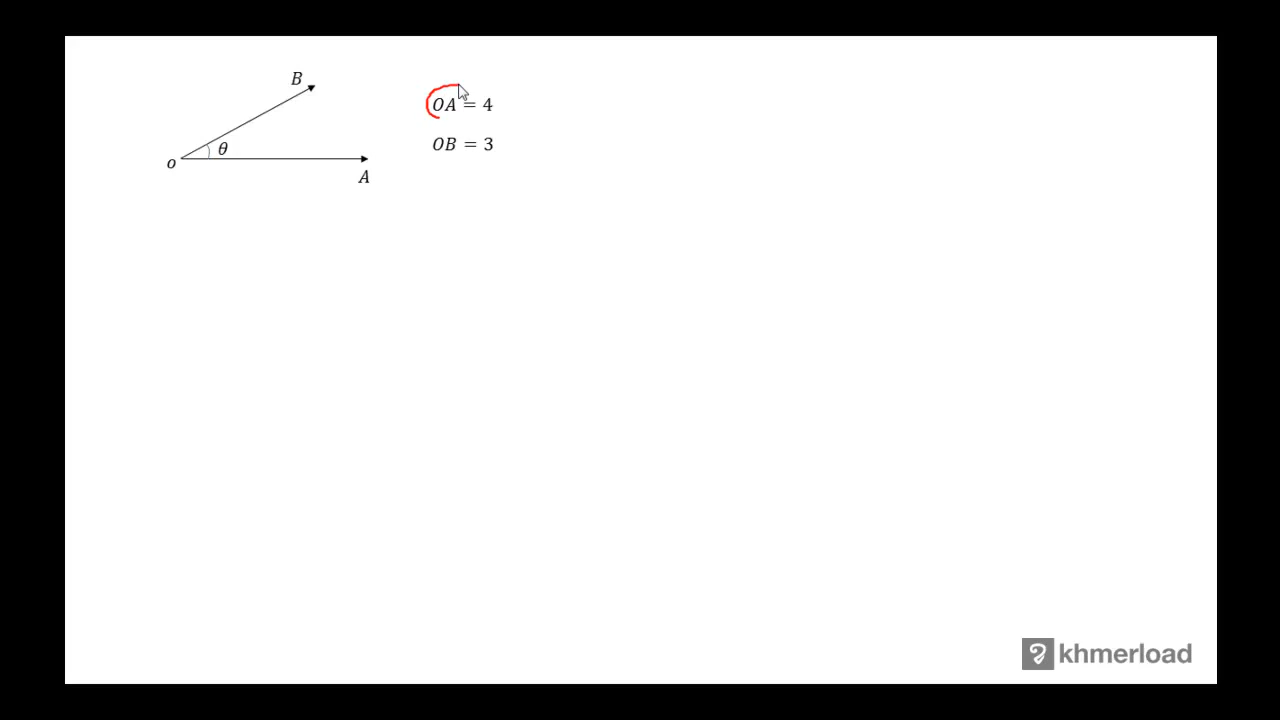 B
θ
o
A
OA = 4
OB = 3
khmerload